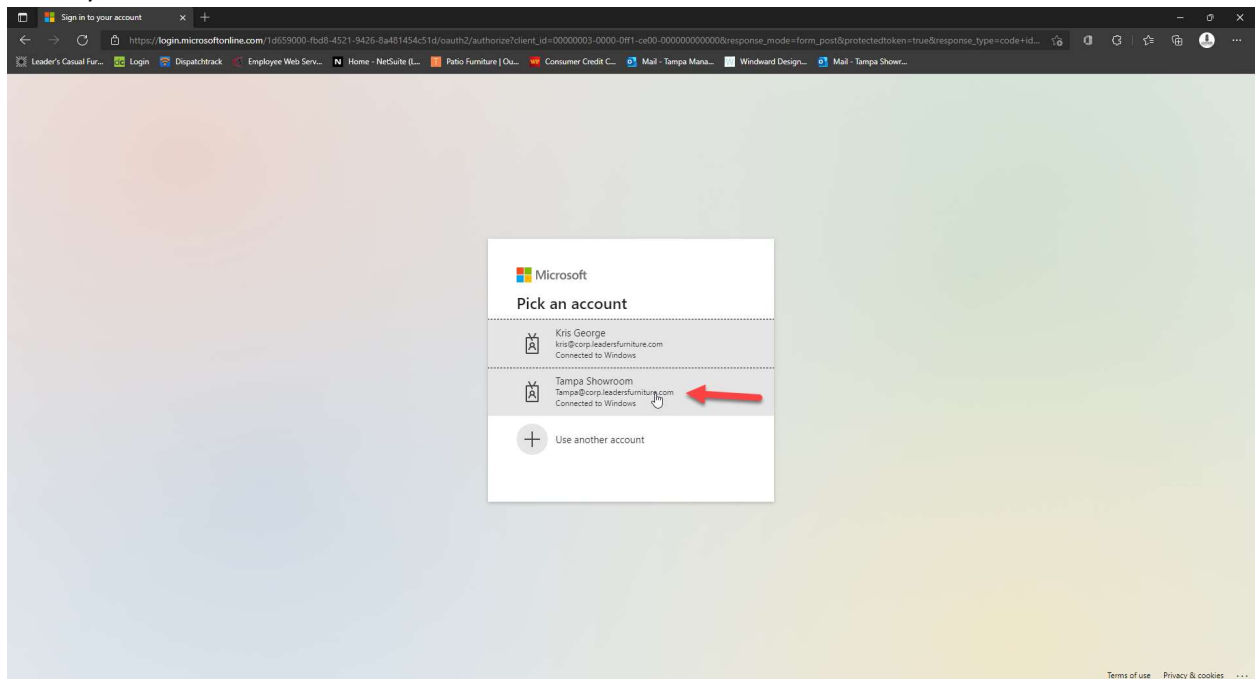 Sign in to your account
https://login.microsoftonline.com/1d659000-fbd8-4521-9426-8a481454c51d/oauth2/authorize?client_id=00000003-0000-0ff1-ce00-000000000000&response_mode=form_post&protectedtoken=true&response_type=code+id...
Leader's Casual Fur... Login Dispatchtrack Employee Web Serv... N Home - NetSuite (L... Patio Furniture | Ou... WF Consumer Credit C... Mail - Tampa Mana... W Windward Design... Mail - Tampa Showr...
Microsoft
Pick an account
Kris George
kris@corp.leadersfurniture.com
Connected to Windows
Tampa Showroom
Tampa@corp.leadersfurniture.com
Connected to Windows
Use another account
Terms of use Privacy & cookies ...